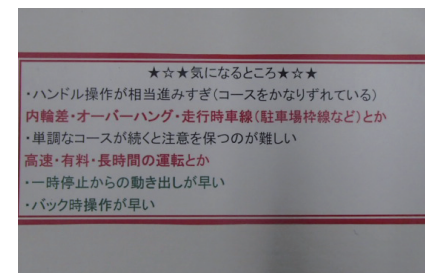 ★☆★気になるところ★☆★
・ハンドル操作が相当進みすぎ(コースをかなりずれている)
内輪差・オーバーハング・走行時車線(駐車場枠線など)とか
・単調なコースが続くと注意を保つのが難しい
高速・有料・長時間の運転とか
・一時停止からの動き出しが早い
・バック時操作が早い